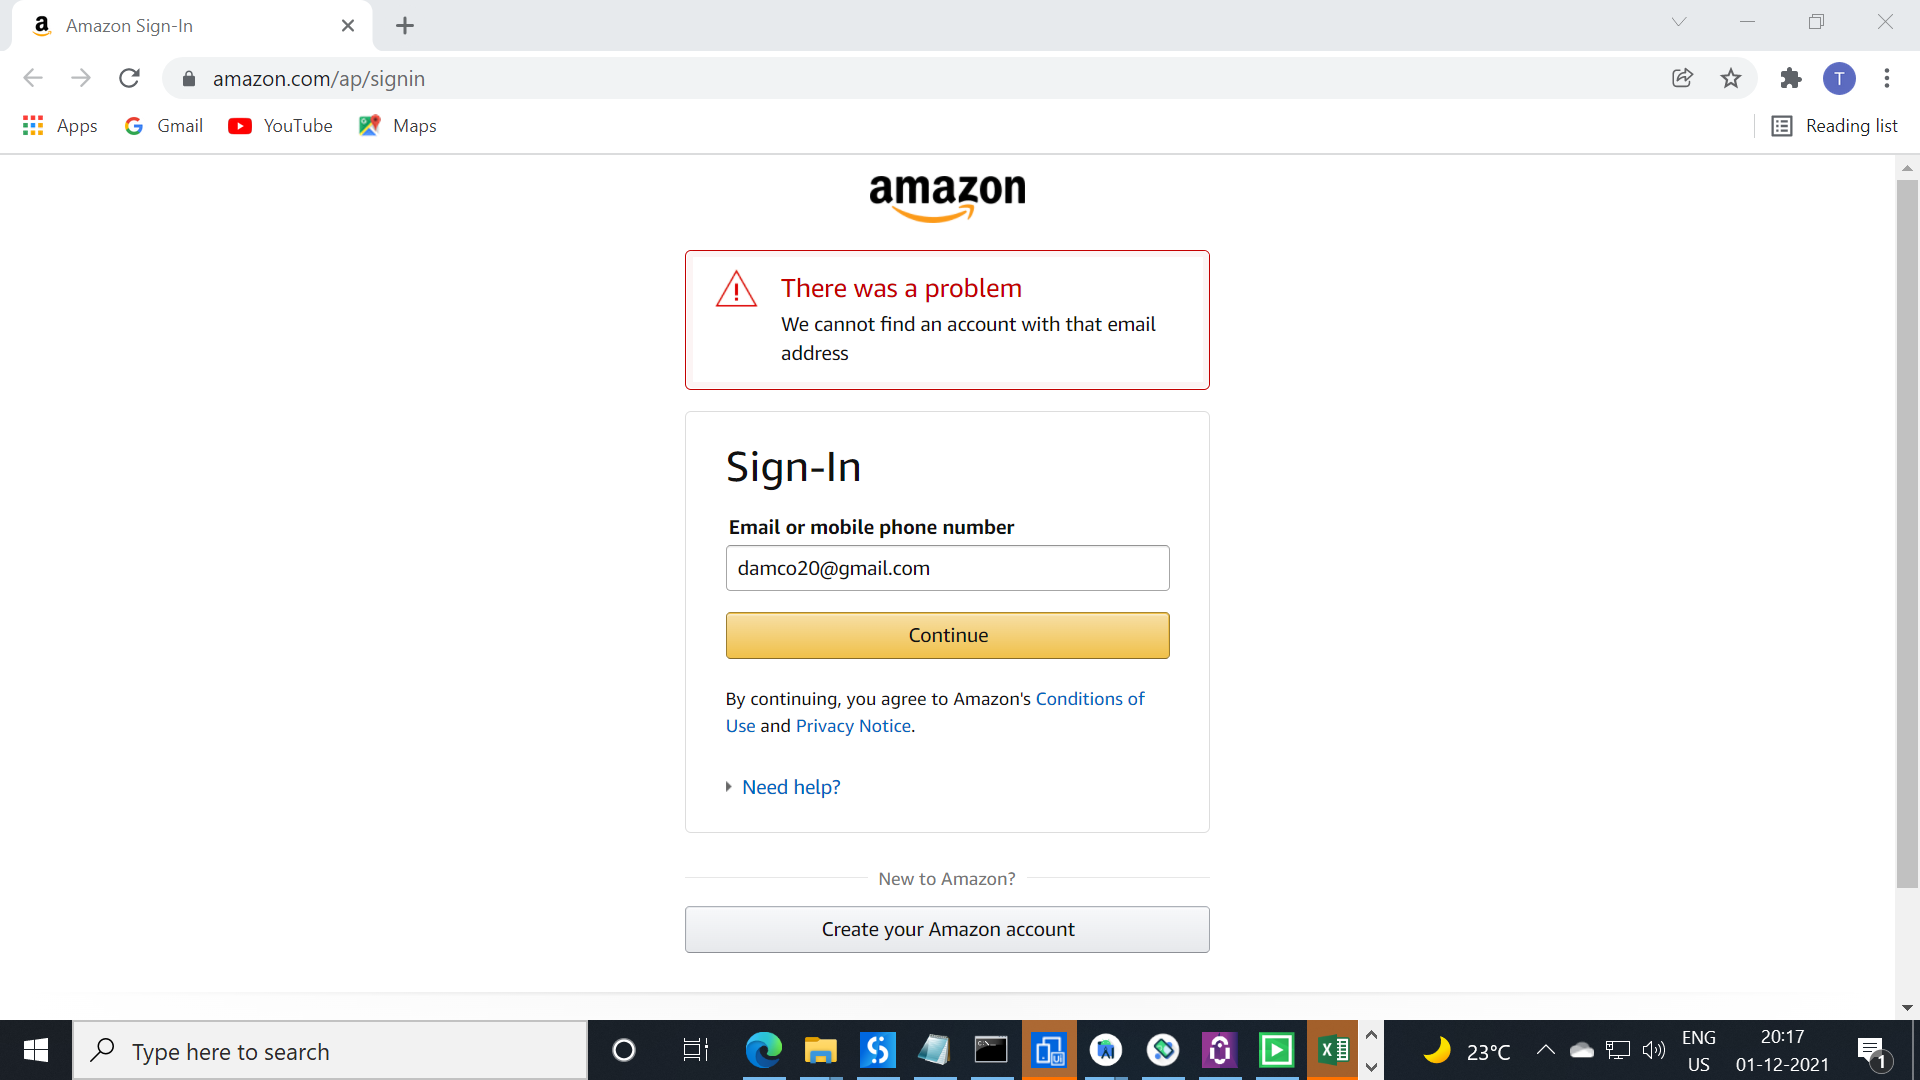 Amazon Sign-In
amazon.com/ap/signin
T
Apps
Gmail
YouTube
Maps
Reading list
amazon
There was a problem
We cannot find an account with that email
address
Sign-In
Email or mobile phone number
damco20@gmail.com
Continue
By continuing, you agree to Amazon's Conditions of
Use and Privacy Notice.
Need help?
New to Amazon?
Create your Amazon account
Type here to search
23°C
ENG
US
20:17
01-12-2021
1